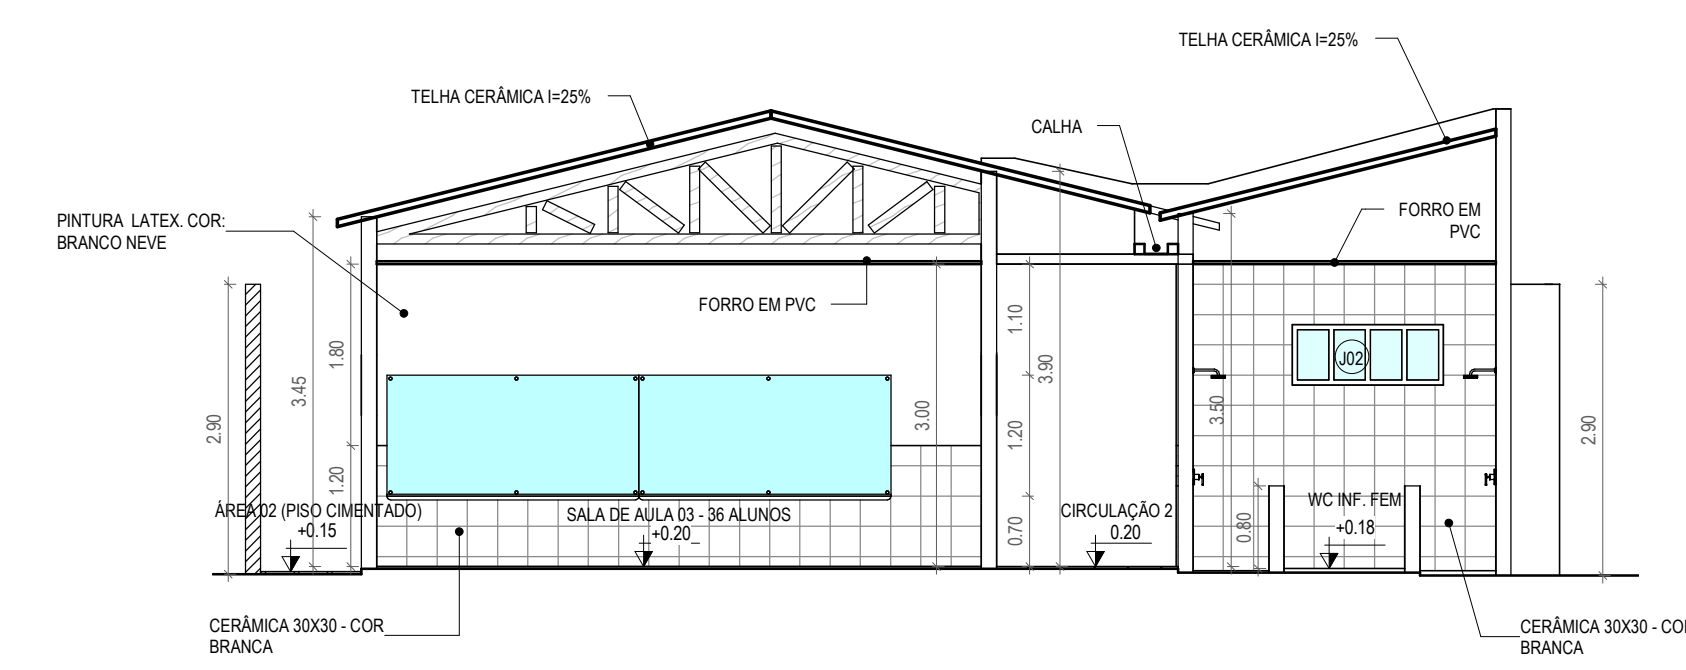 TELHA CERÂMICA I=25%
TELHA CERÂMICA I=25%
CALHA
PINTURA LATEX. COR:
BRANCO NEVE
FORRO EM
PVC
FORRO EM PVC
1.10
1.80
J02
3.90
3.45
3.50
2.90
3.00
2.90
1.20
1.20
ÁREA 02 (PISO CIMENTADO)
+0.15
SALA DE AULA 03 - 36 ALUNOS
+0.20
0.70
CIRCULAÇÃO 2
0.20
0.80
WC INF. FEM
+0.18
CERÂMICA 30X30 - COR
BRANCA
CERÂMICA 30X30 - CO
BRANCA